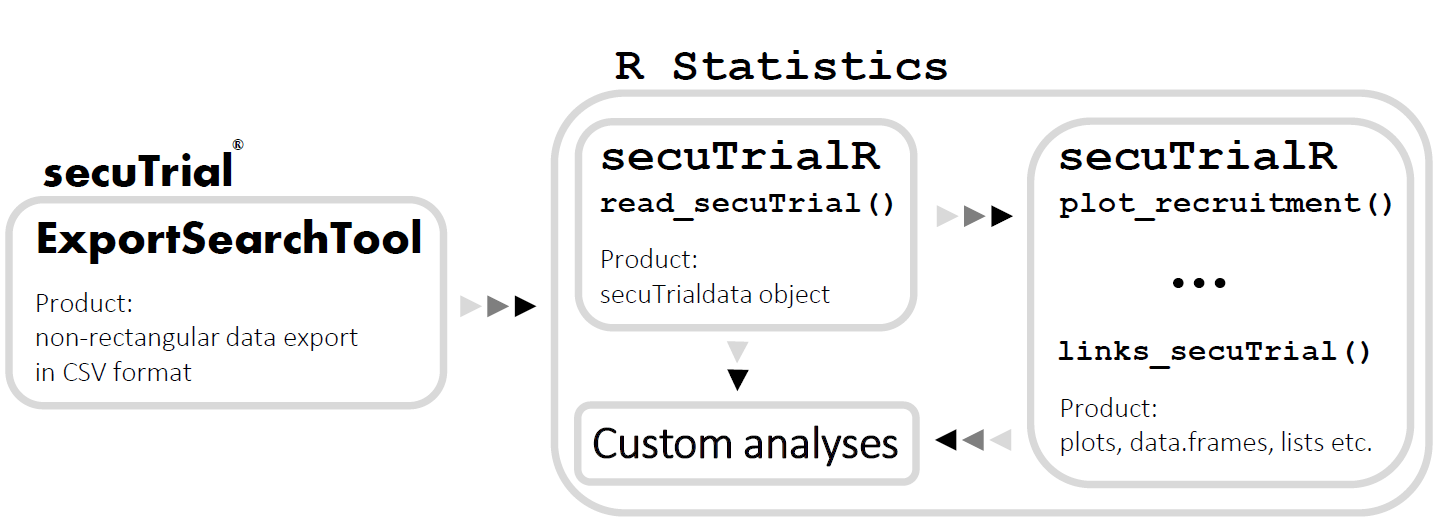 R Statistics
secuTrial®
ExportSearchTool
Product:
non-rectangular data export
in CSV format
secuTrialR
read_secuTrial()
Product:
secuTrialdata object
secuTrialR
plot_recruitment()
...
links_secuTrial()
Product:
plots, data.frames, lists etc.
Custom analyses